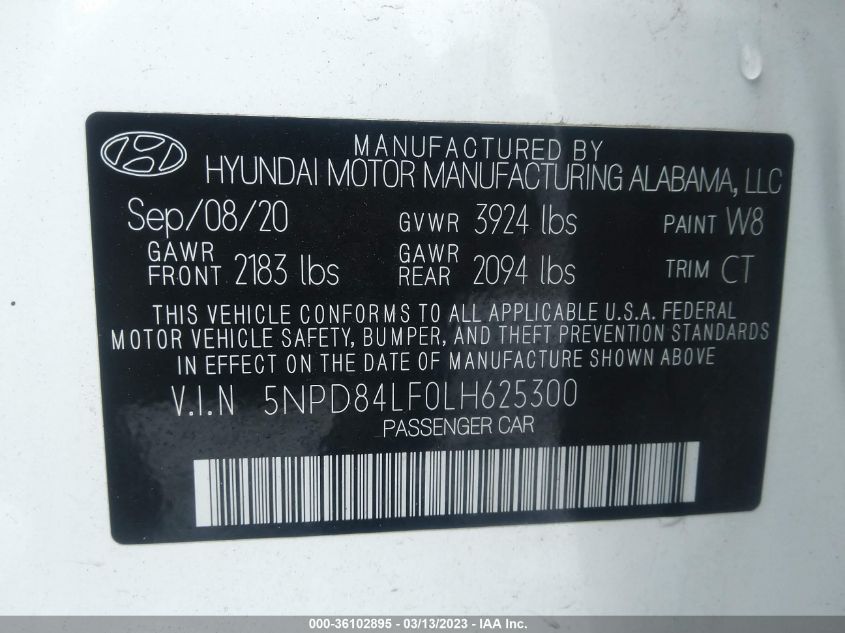 MANUFACTURED BY
HYUNDAI MOTOR MANUFACTURING ALABAMA, LLC
Sep/08/20 GVWR 3924 lbs PAINT W8
GAWR FRONT 2183 lbs GAWR REAR 2094 lbs TRIM CT
THIS VEHICLE CONFORMS TO ALL APPLICABLE U.S.A. FEDERAL
MOTOR VEHICLE SAFETY, BUMPER, AND THEFT PREVENTION STANDARDS
IN EFFECT ON THE DATE OF MANUFACTURE SHOWN ABOVE
V.I.N 5NPD84LF0LH625300
PASSENGER CAR
000-36102895 - 03/13/2023 - IAA Inc.